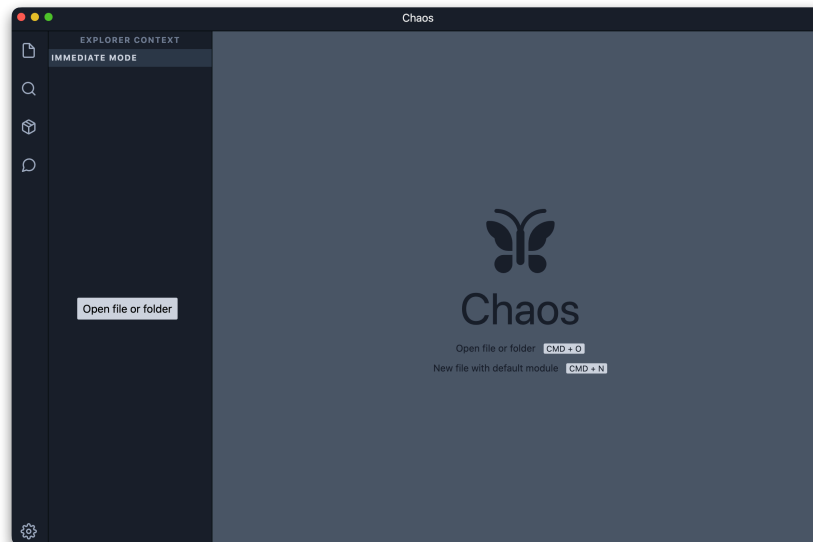 Chaos
EXPLORER CONTEXT
IMMEDIATE MODE
Open file or folder
Chaos
Open file or folder CMD + O
New file with default module CMD + N